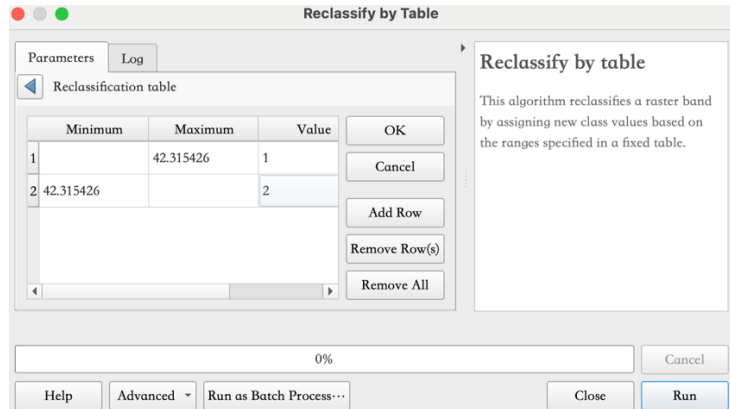 Reclassify by Table
Parameters
Log
Reclassification table
Minimum Maximum Value
1 42.315426 1
2 42.315426 2
OK
Cancel
Add Row
Remove Row(s)
Remove All
Reclassify by table
This algorithm reclassifies a raster band
by assigning new class values based on
the ranges specified in a fixed table.
0%
Cancel
Help
Advanced
Run as Batch Process…
Close
Run